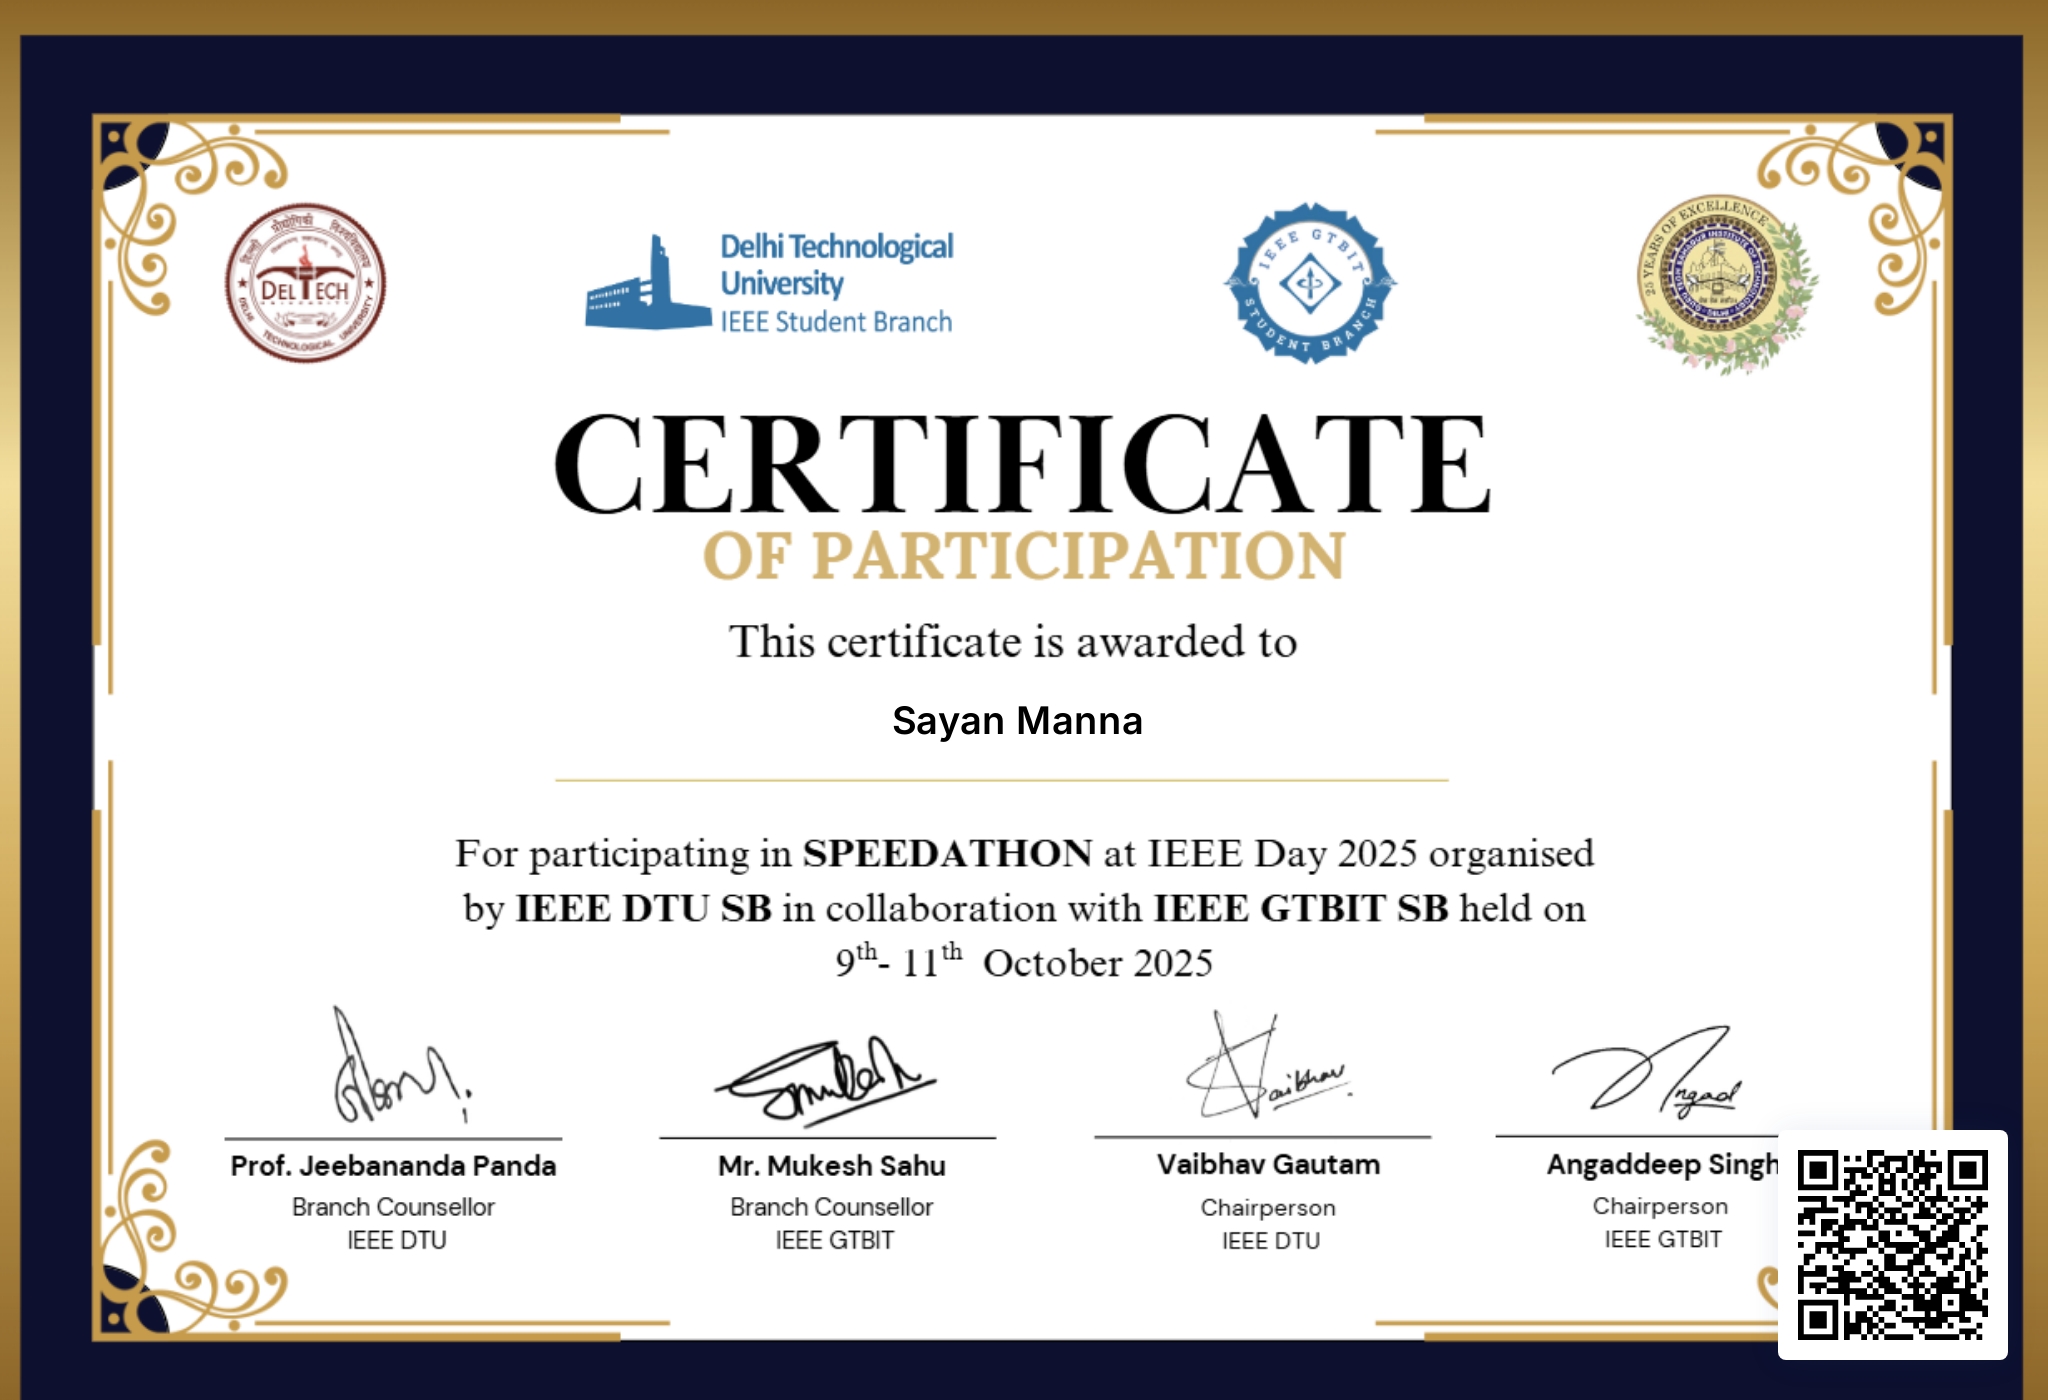 दिल्ली प्रौद्योगिकी विश्वविद्यालय
DELTECH
DELHI TECHNOLOGICAL UNIVERSITY
Delhi Technological
University
IEEE Student Branch
IEEE GTBIT
STUDENT BRANCH
25 YEARS OF EXCELLENCE
CERTIFICATE
OF PARTICIPATION
This certificate is awarded to
Sayan Manna
For participating in SPEEDATHON at IEEE Day 2025 organised
by IEEE DTU SB in collaboration with IEEE GTBIT SB held on
9th- 11th October 2025
Vaibhav
Angad
Prof. Jeebananda Panda
Mr. Mukesh Sahu
Vaibhav Gautam
Angaddeep Singh
Branch Counsellor
Branch Counsellor
Chairperson
Chairperson
IEEE DTU
IEEE GTBIT
IEEE DTU
IEEE GTBIT